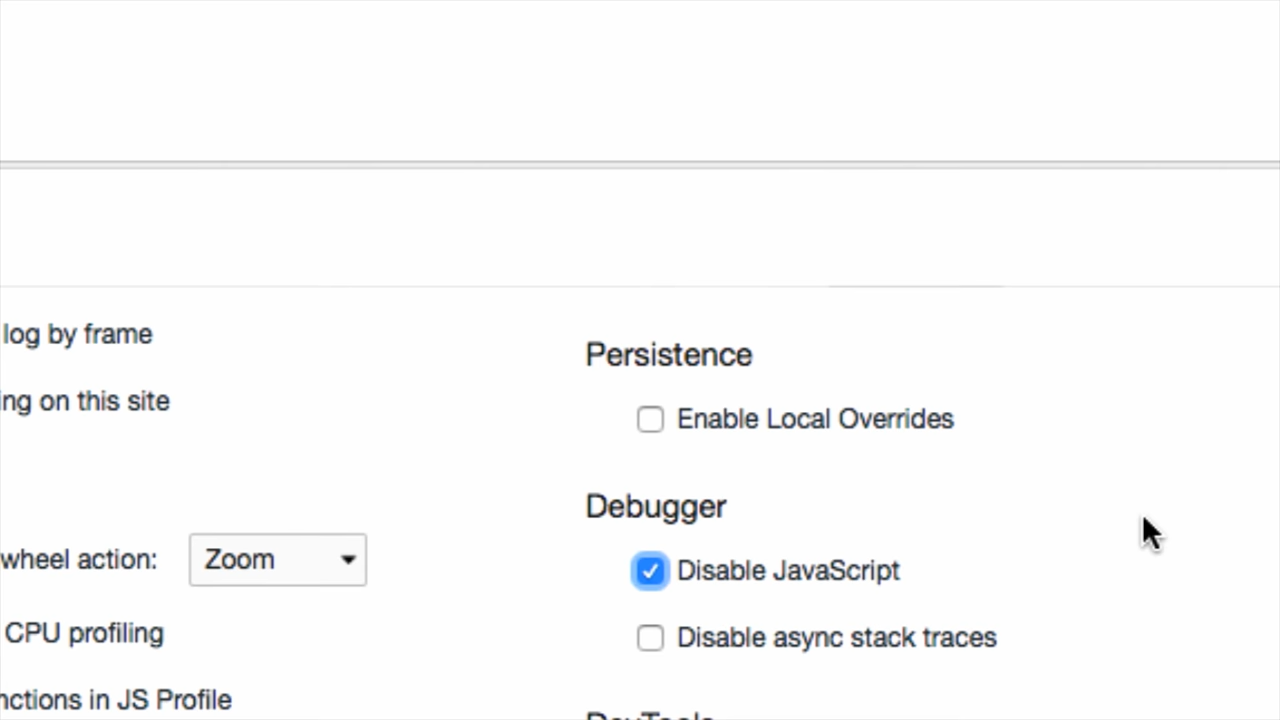 log by frame
ing on this site
wheel action: Zoom
CPU profiling
nctions in JS Profile
Persistence
Enable Local Overrides
Debugger
Disable JavaScript
Disable async stack traces
DevTools